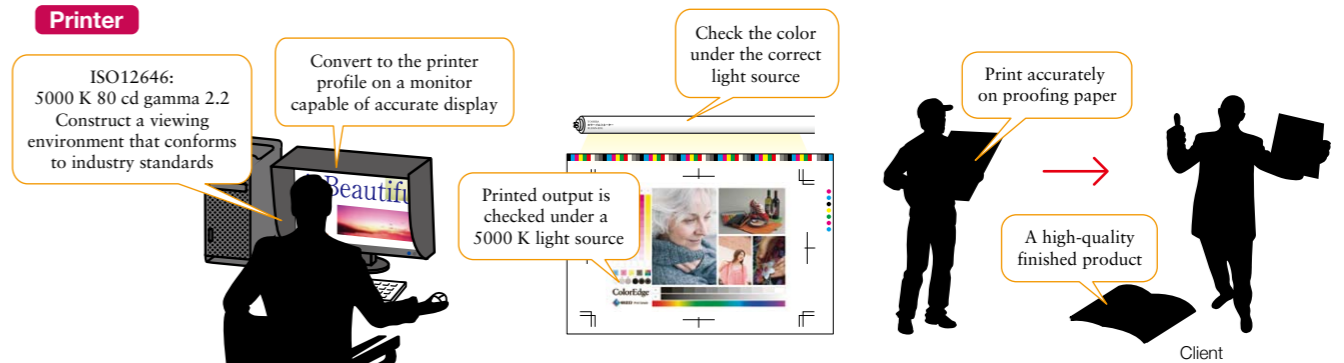 Printer
ISO12646:
5000 K 80 cd gamma 2.2
Construct a viewing
environment that conforms
to industry standards
Convert to the printer
profile on a monitor
capable of accurate display
Beautifu
Check the color
under the correct
light source
Printed output is
checked under a
5000 K light source
ColorEdge
Print accurately
on proofing paper
A high-quality
finished product
Client